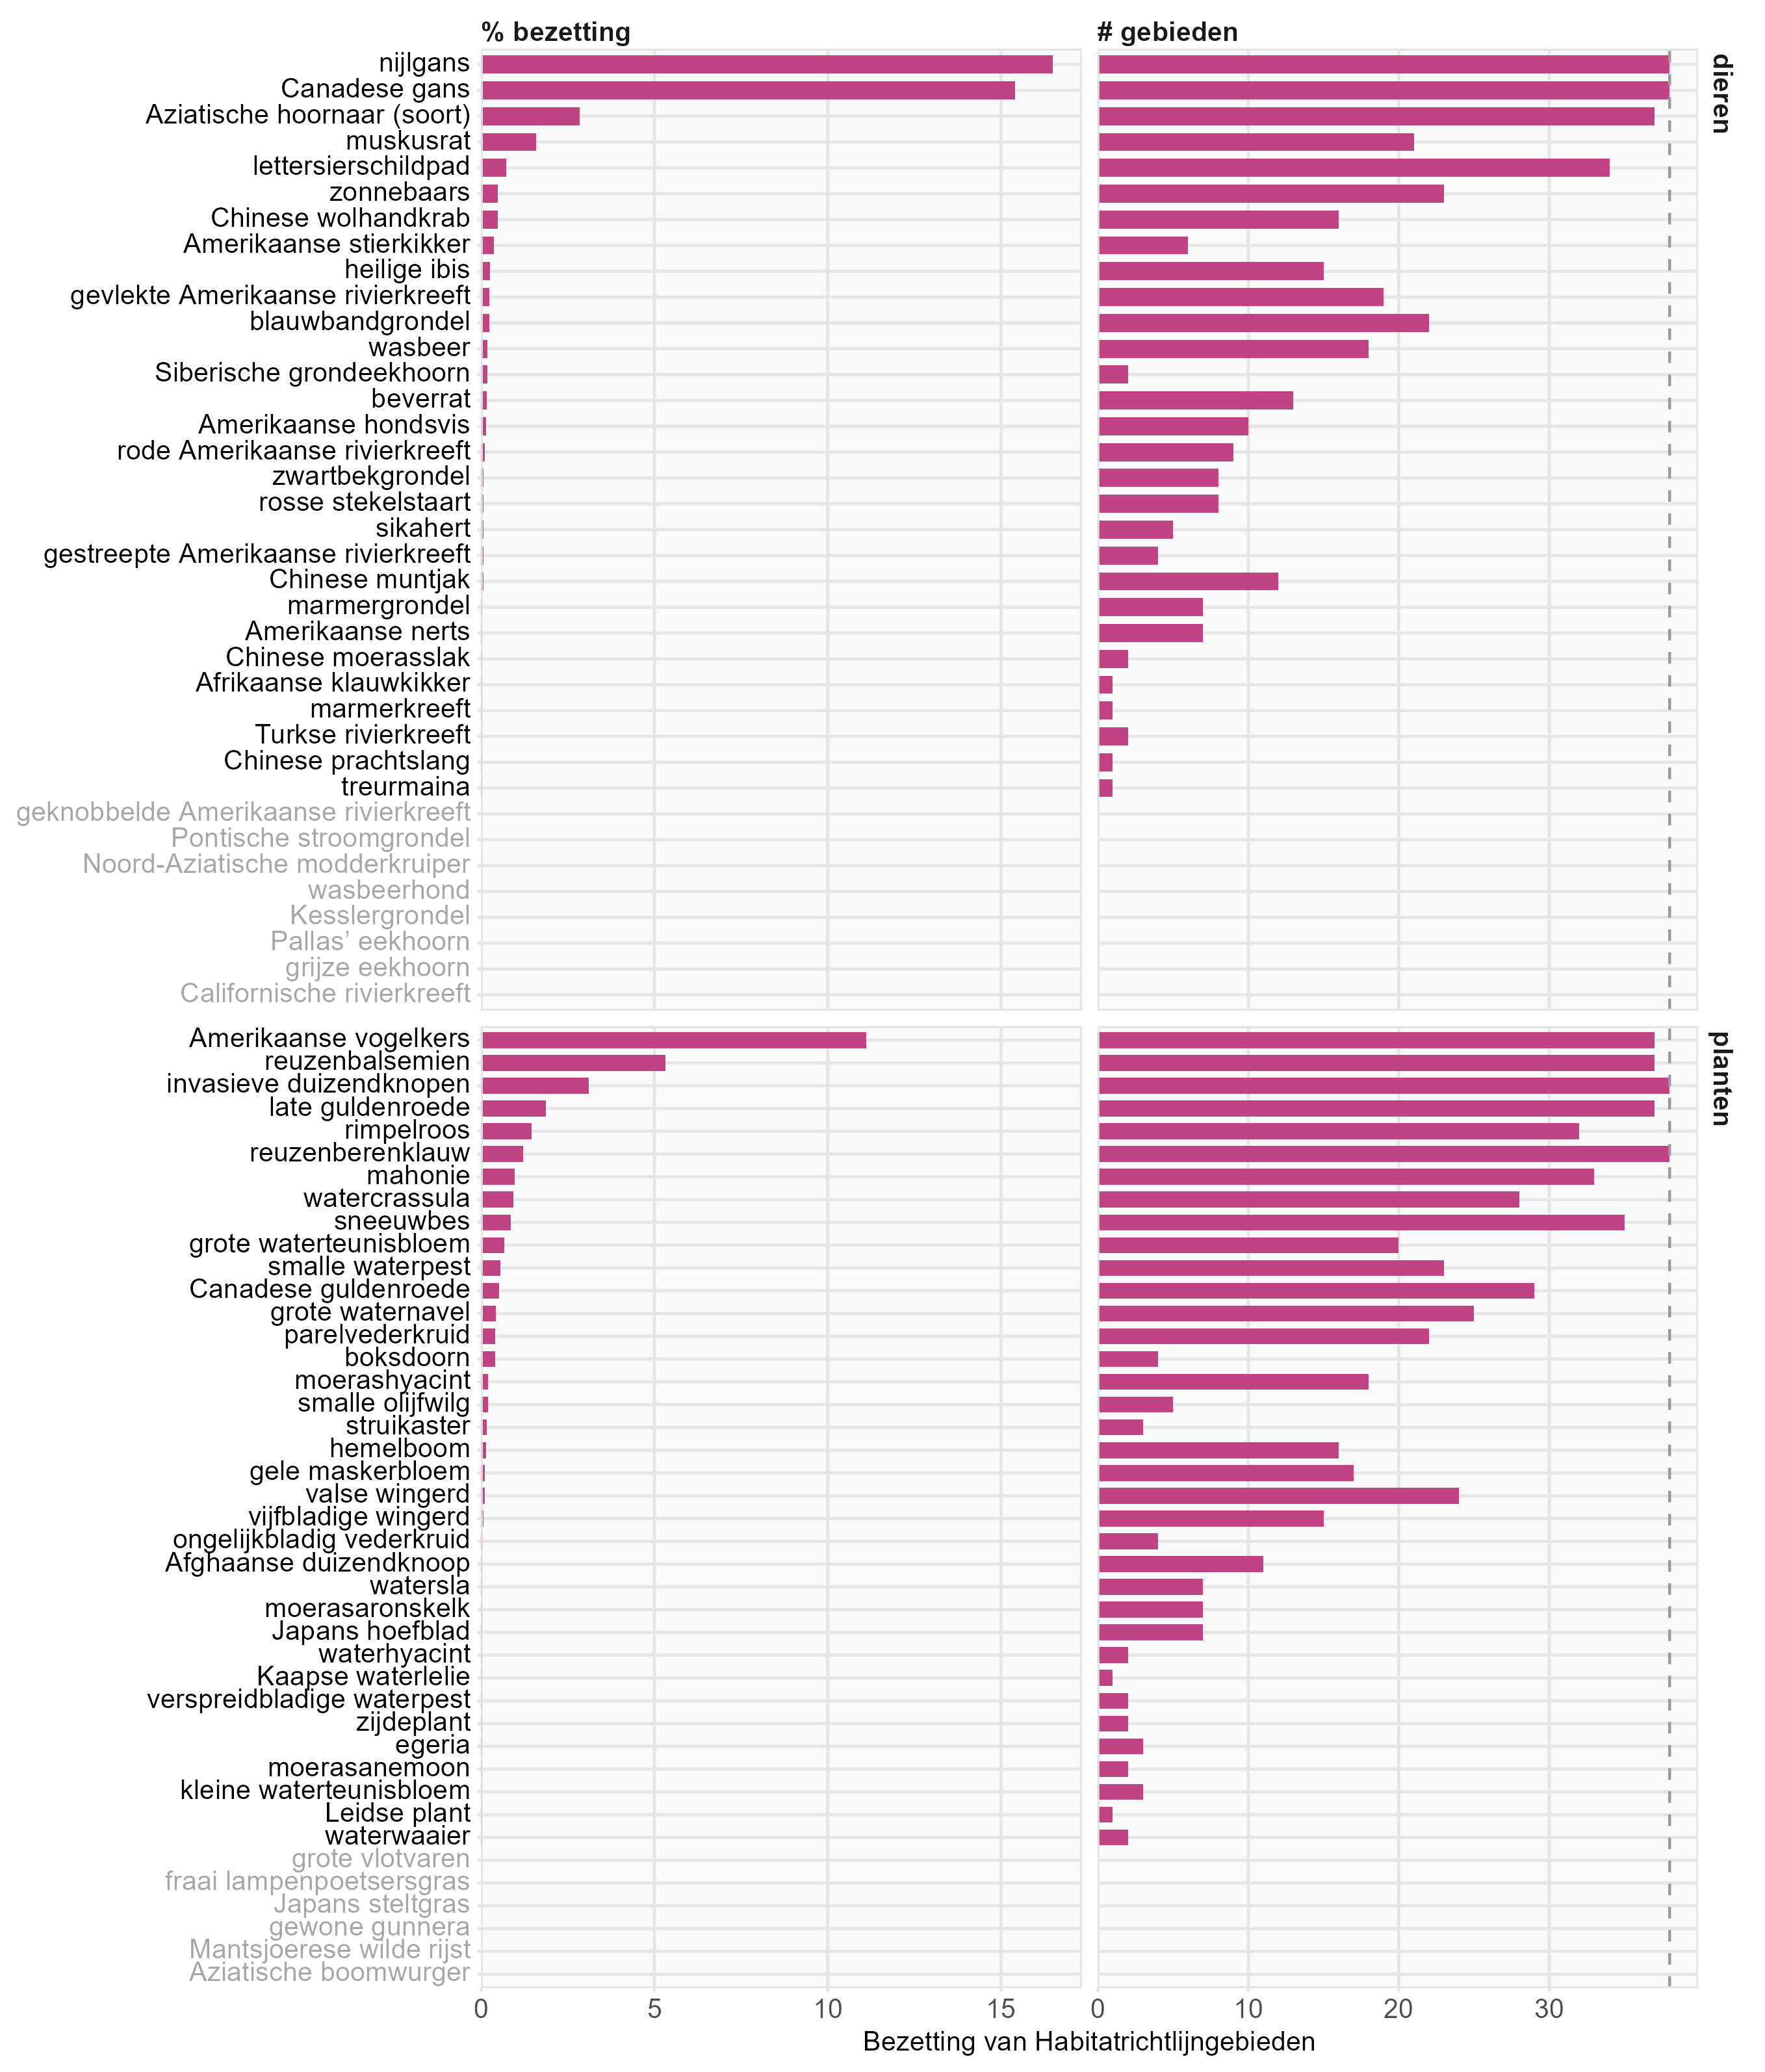 % bezetting
# gebieden
dieren
nijlgans
Canadese gans
Aziatische hoornaar (soort)
muskusrat
lettersierschildpad
zonnebaars
Chinese wolhandkrab
Amerikaanse stierkikker
heilige ibis
gevlekte Amerikaanse rivierkreeft
blauwbandgrondel
wasbeer
Siberische grondeekhoorn
beverrat
Amerikaanse hondsvis
rode Amerikaanse rivierkreeft
zwartbekgrondel
rosse stekelstaart
sikahert
gestreepte Amerikaanse rivierkreeft
Chinese muntjak
marmergrondel
Amerikaanse nerts
Chinese moerasslak
Afrikaanse klauwkikker
marmerkreeft
Turkse rivierkreeft
Chinese prachtslang
treurmaina
geknobbelde Amerikaanse rivierkreeft
Pontische stroomgrondel
Noord-Aziatische modderkruiper
wasbeerhond
Kesslergrondel
Pallas’ eekhoorn
grijze eekhoorn
Californische rivierkreeft
planten
Amerikaanse vogelkers
reuzenbalsemien
invasieve duizendknopen
late guldenroede
rimpelroos
reuzenberenklauw
mahonie
watercrassula
sneeuwbes
grote waterteunisbloem
smalle waterpest
Canadese guldenroede
grote waternavel
parelvederkruid
boksdoorn
moerashyacint
smalle olijfwilg
struikaster
hemelboom
gele maskerbloem
valse wingerd
vijfbladige wingerd
ongelijkbladig vederkruid
Afghaanse duizendknoop
watersla
moerasaronskelk
Japans hoefblad
waterhyacint
Kaapse waterlelie
verspreidbladige waterpest
zijdeplant
egeria
moerasanemoon
kleine waterteunisbloem
Leidse plant
waterwaaier
grote vlotvaren
fraai lampenpoetsersgras
Japans steltgras
gewone gunnera
Mantsjoerese wilde rijst
Aziatische boomwurger
0 5 10 15 0 10 20 30
Bezetting van Habitatrichtlijngebieden